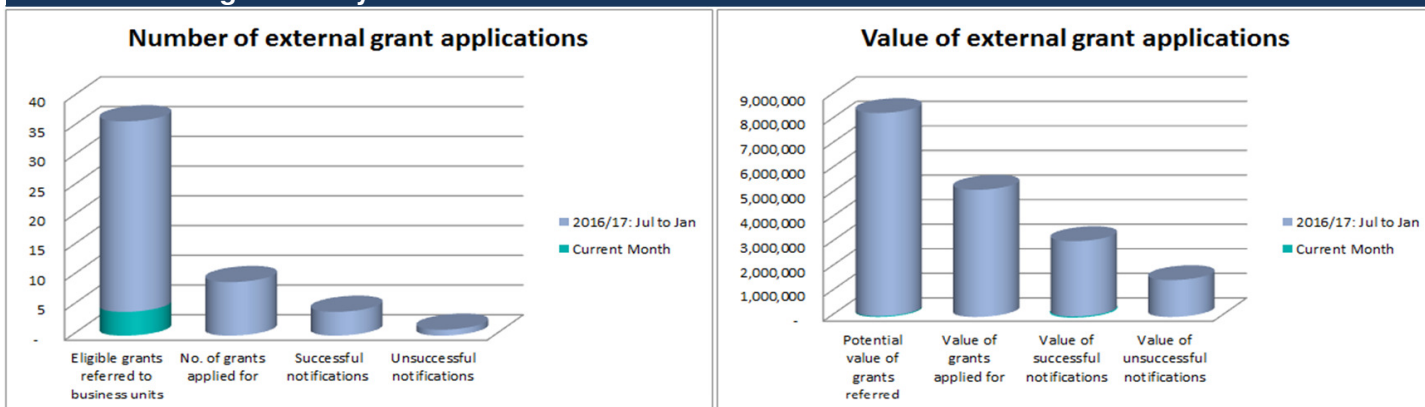 Number of external grant applications
40
35
30
25
20
15
10
5
-
Eligible grants
referred to
business units
No. of grants
applied for
Successful
notifications
Unsuccessful
notifications
2016/17: Jul to Jan
Current Month
Value of external grant applications
9,000,000
8,000,000
7,000,000
6,000,000
5,000,000
4,000,000
3,000,000
2,000,000
1,000,000
-
Potential
value of
grants
referred
Value of
grants
applied for
Value of
successful
notifications
Value of
unsuccessful
notifications
2016/17: Jul to Jan
Current Month